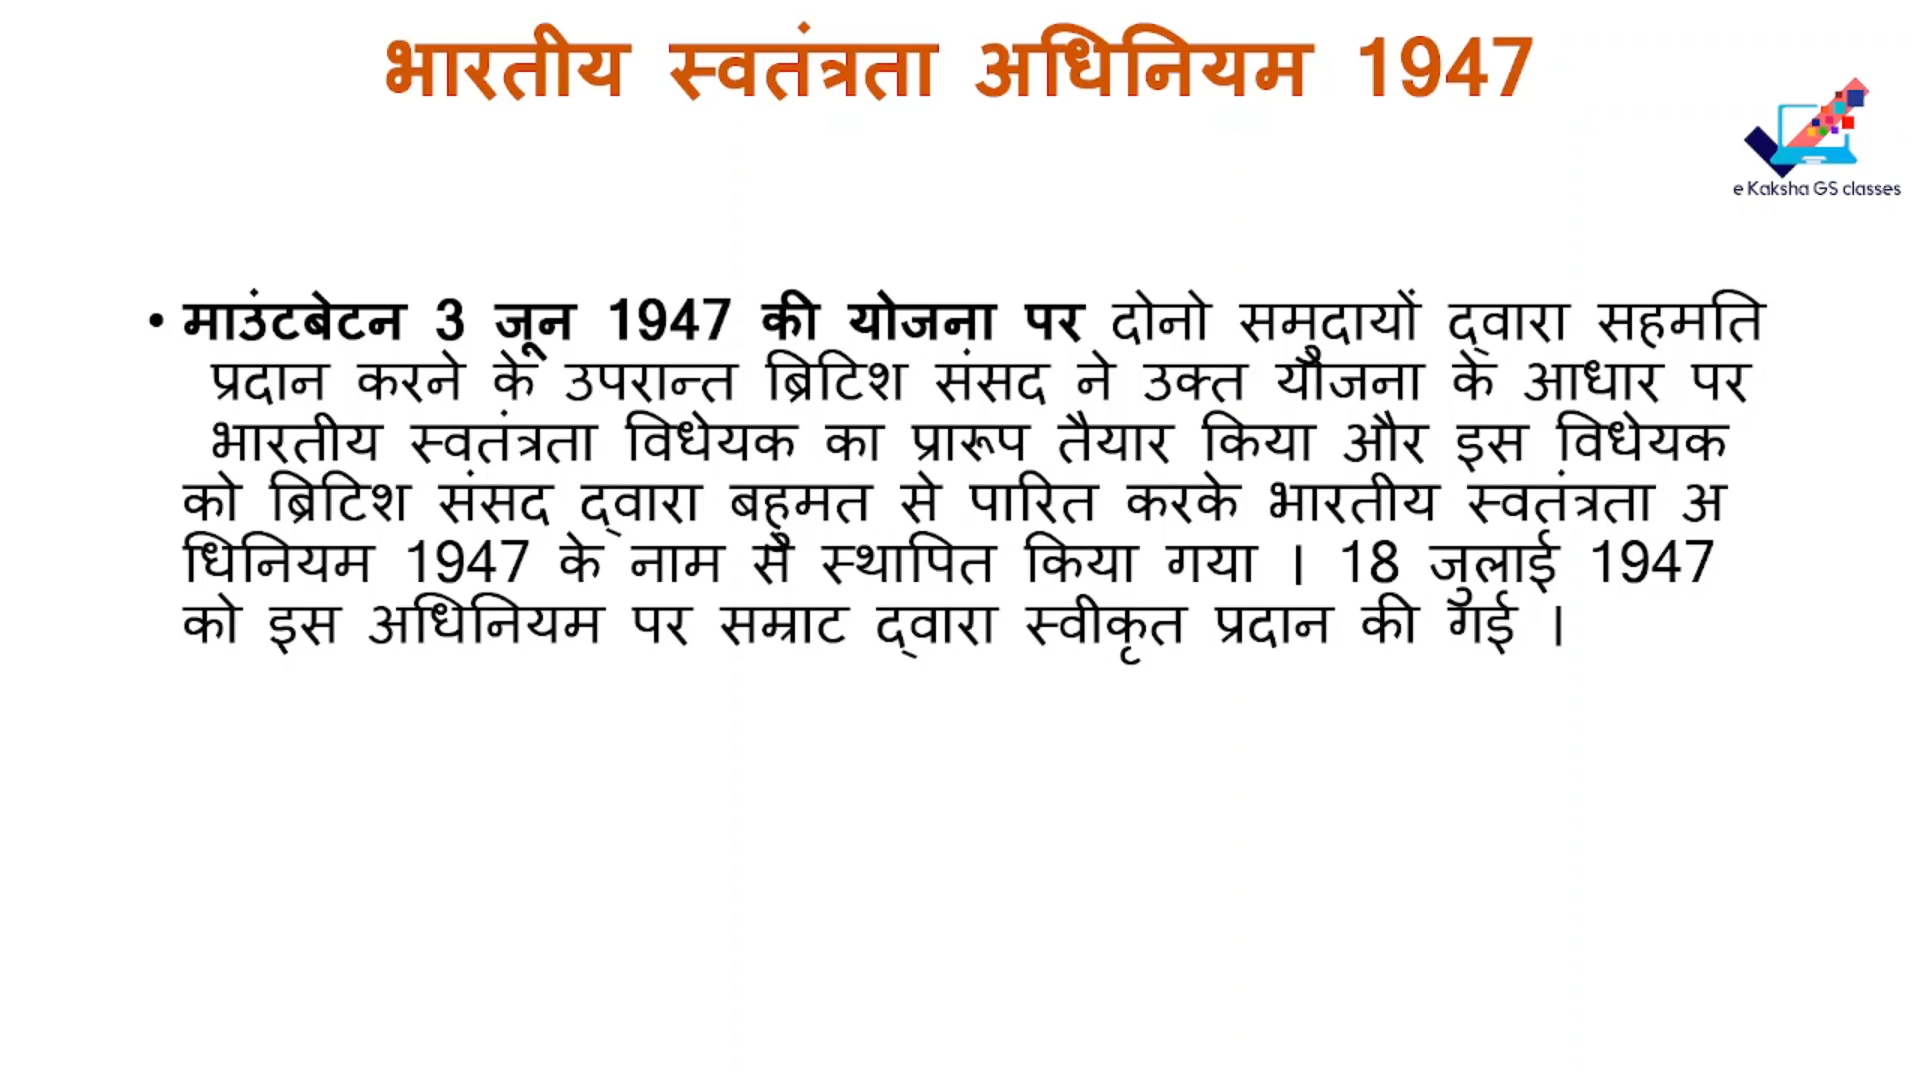 भारतीय स्वतंत्रता अधिनियम 1947
e Kaksha GS classes
• माउंटबेटन 3 जून 1947 की योजना पर दोनो समुदायों द्वारा सहमति
प्रदान करने के उपरान्त ब्रिटिश संसद ने उक्त योजना के आधार पर
भारतीय स्वतंत्रता विधेयक का प्रारूप तैयार किया और इस विधेयक
को ब्रिटिश संसद द्वारा बहुमत से पारित करके भारतीय स्वतंत्रता अ
धिनियम 1947 के नाम से स्थापित किया गया । 18 जुलाई 1947
को इस अधिनियम पर सम्राट द्वारा स्वीकृत प्रदान की गई ।